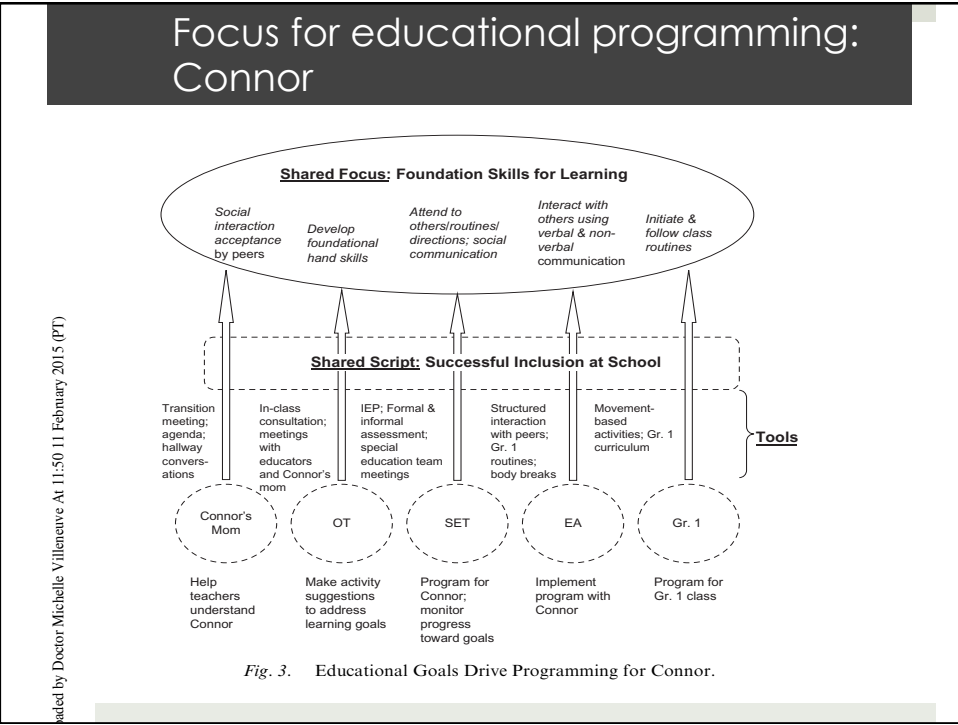 Focus for educational programming:
Connor
Shared Focus: Foundation Skills for Learning
Social
interaction
acceptance
by peers
Develop
foundational
hand skills
Attend to
others/routines/
directions; social
communication
Interact with
others using
verbal & non-
verbal
communication
Initiate &
follow class
routines
Shared Script: Successful Inclusion at School
Transition
meeting;
agenda;
hallway
convers-
ations
In-class
consultation;
meetings
with
educators
and Connor's
mom
IEP; Formal &
informal
assessment;
special
education team
meetings
Structured
interaction
with peers;
Gr. 1
routines;
body breaks
Movement-
based
activities; Gr. 1
curriculum
Tools
Connor's
Mom
OT
SET
EA
Gr. 1
Help
teachers
understand
Connor
Make activity
suggestions
to address
learning goals
Program for
Connor;
monitor
progress
toward goals
Implement
program with
Connor
Program for
Gr. 1 class
Fig. 3. Educational Goals Drive Programming for Connor.
aded by Doctor Michelle Villeneuve At 11:50 11 February 2015 (PT)